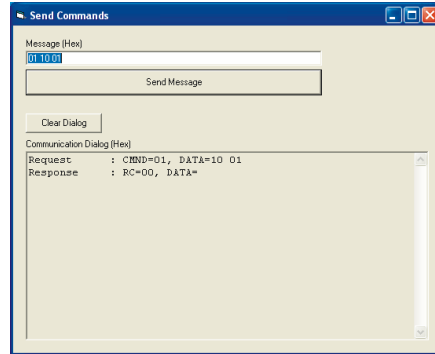 Send Commands
Message (Hex)
01 10 01
Send Message
Clear Dialog
Communication Dialog (Hex)
Request : CMND=01, DATA=10 01
Response : RC=00, DATA=